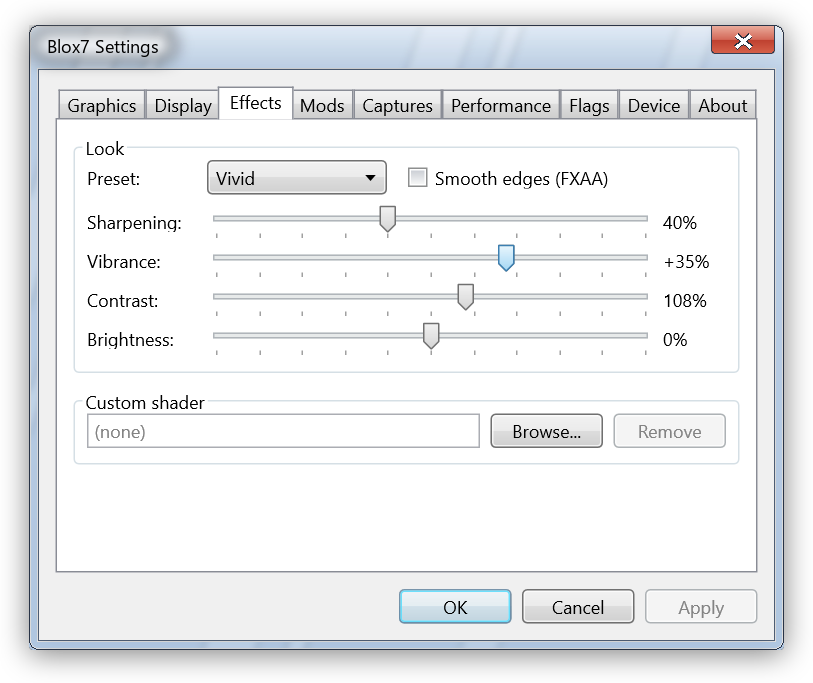 Blox7 Settings
Graphics Display Effects Mods Captures Performance Flags Device About
Look
Preset: Vivid Smooth edges (FXAA)
Sharpening: 40%
Vibrance: +35%
Contrast: 108%
Brightness: 0%
Custom shader
(none) Browse... Remove
OK Cancel Apply